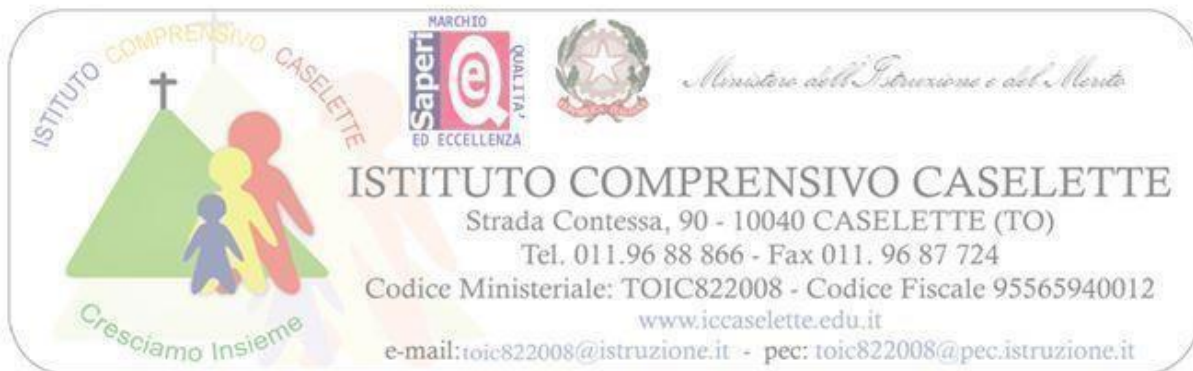 ISTITUTO COMPRENSIVO CASELETTE
Cresciamo Insieme
MARCHIO
Saperi
e
QUALITA'
ED ECCELLENZA
Ministero dell'Istruzione e del Merito
ISTITUTO COMPRENSIVO CASELETTE
Strada Contessa, 90 - 10040 CASELETTE (TO)
Tel. 011.96 88 866 - Fax 011. 96 87 724
Codice Ministeriale: TOIC822008 - Codice Fiscale 95565940012
www.iccaselette.edu.it
e-mail:toic822008@istruzione.it - pec: toic822008@pec.istruzione.it